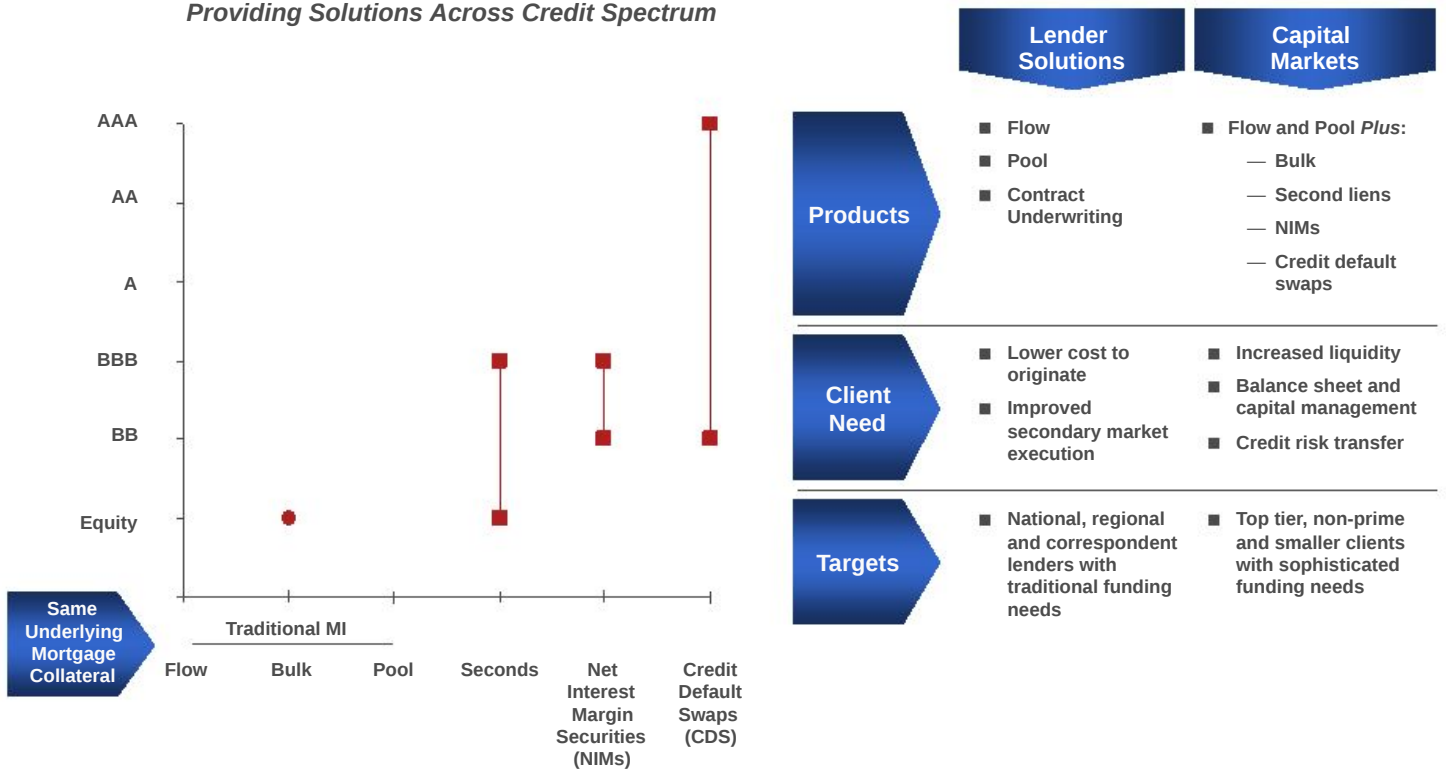 Providing Solutions Across Credit Spectrum
AAA
AA
A
BBB
BB
Equity
Same
Underlying
Mortgage
Collateral
Traditional MI
Flow
Bulk
Pool
Seconds
Net
Interest
Margin
Securities
(NIMs)
Credit
Default
Swaps
(CDS)
Lender
Solutions
Capital
Markets
Products
■ Flow
■ Pool
■ Contract
Underwriting
■ Flow and Pool Plus:
— Bulk
— Second liens
— NIMs
— Credit default
swaps
Client
Need
■ Lower cost to
originate
■ Improved
secondary market
execution
■ Increased liquidity
■ Balance sheet and
capital management
■ Credit risk transfer
Targets
■ National, regional
and correspondent
lenders with
traditional funding
needs
■ Top tier, non-prime
and smaller clients
with sophisticated
funding needs